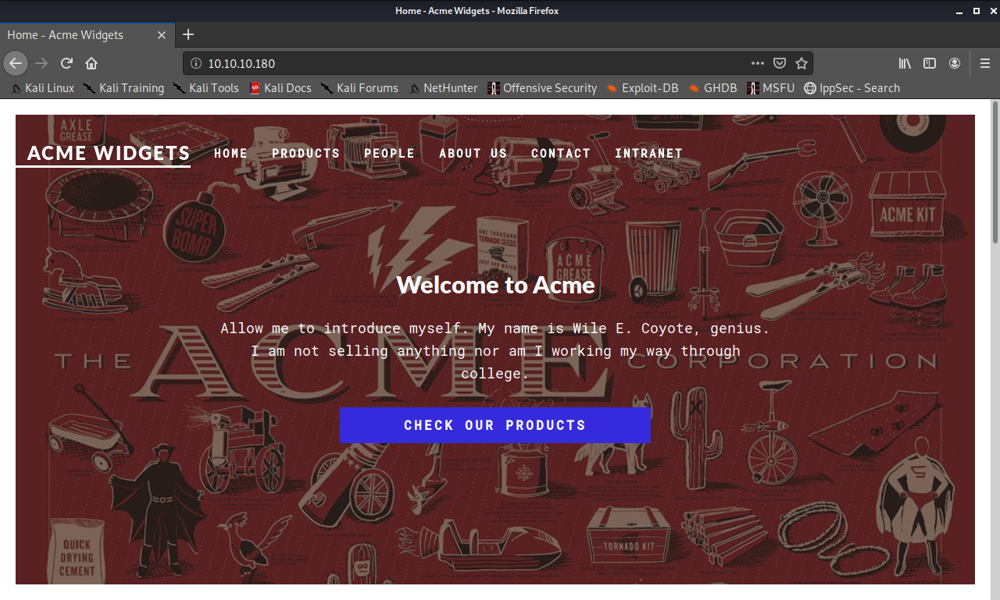 Home - Acme Widgets - Mozilla Firefox
Home - Acme Widgets
10.10.10.180
Kali Linux Kali Training Kali Tools Kali Docs Kali Forums NetHunter Offensive Security Exploit-DB GHDB MSFU IppSec - Search
AXLE
GREASE
ACME WIDGETS HOME PRODUCTS PEOPLE ABOUT US CONTACT INTRANET
SUPER
BOMB
ACME KIT
ONE THOUSAND
TORNADO SEEDS
JUST ADD WATER
ACME
GREASE
Welcome to Acme
Allow me to introduce myself. My name is Wile E. Coyote, genius.
I am not selling anything nor am I working my way through
college.
THE ACME CORPORATION
CHECK OUR PRODUCTS
QUICK
DRYING
CEMENT
TORNADO KIT